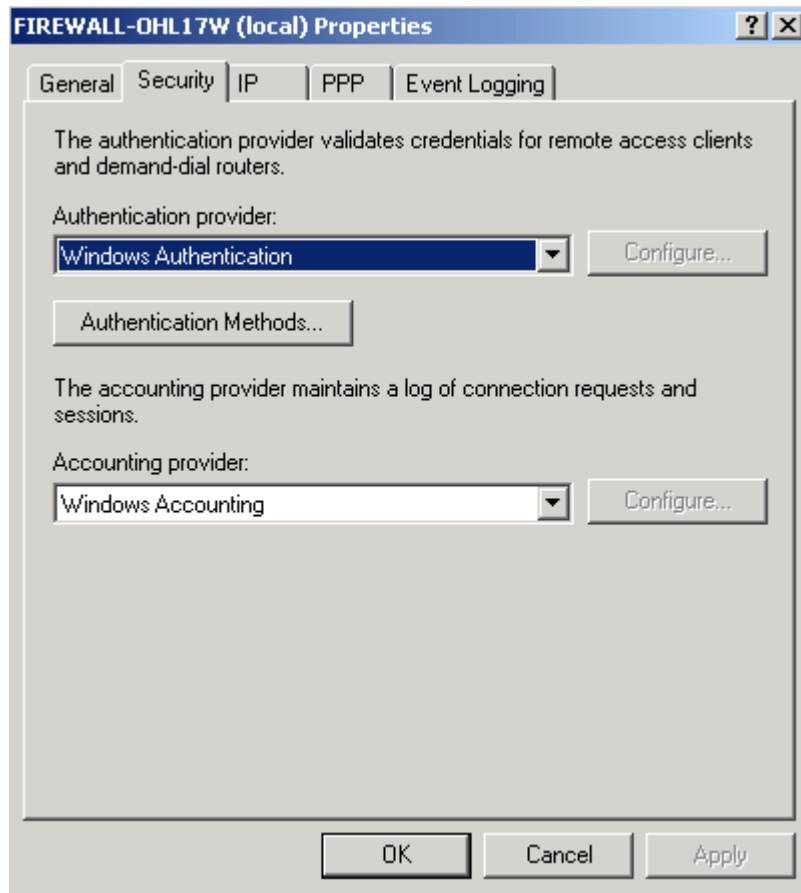 FIREWALL-OHL17W (local) Properties
General Security IP PPP Event Logging
The authentication provider validates credentials for remote access clients
and demand-dial routers.
Authentication provider:
Windows Authentication Configure...
Authentication Methods...
The accounting provider maintains a log of connection requests and
sessions.
Accounting provider:
Windows Accounting Configure...
OK Cancel Apply